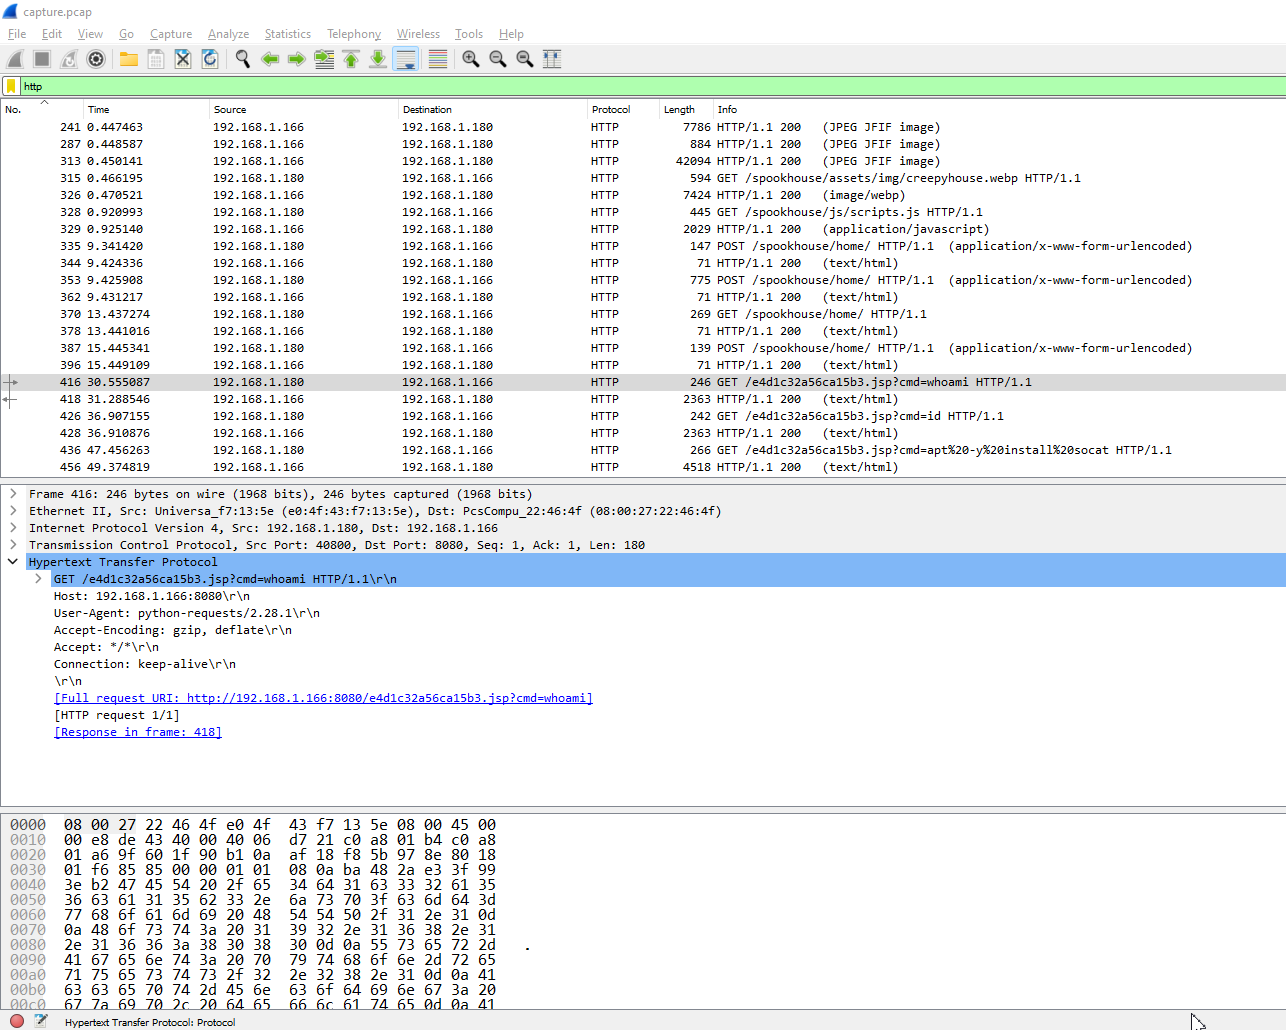 capture.pcap
File Edit View Go Capture Analyze Statistics Telephony Wireless Tools Help
http
No. Time Source Destination Protocol Length Info
241 0.447463 192.168.1.166 192.168.1.180 HTTP 7786 HTTP/1.1 200 (JPEG JFIF image)
287 0.448587 192.168.1.166 192.168.1.180 HTTP 884 HTTP/1.1 200 (JPEG JFIF image)
313 0.450141 192.168.1.166 192.168.1.180 HTTP 42094 HTTP/1.1 200 (JPEG JFIF image)
315 0.466195 192.168.1.180 192.168.1.166 HTTP 594 GET /spookhouse/assets/img/creepyhouse.webp HTTP/1.1
326 0.470521 192.168.1.166 192.168.1.180 HTTP 7424 HTTP/1.1 200 (image/webp)
328 0.920993 192.168.1.180 192.168.1.166 HTTP 445 GET /spookhouse/js/scripts.js HTTP/1.1
329 0.925140 192.168.1.166 192.168.1.180 HTTP 2029 HTTP/1.1 200 (application/javascript)
335 9.341420 192.168.1.180 192.168.1.166 HTTP 147 POST /spookhouse/home/ HTTP/1.1 (application/x-www-form-urlencoded)
344 9.424336 192.168.1.166 192.168.1.180 HTTP 71 HTTP/1.1 200 (text/html)
353 9.425908 192.168.1.180 192.168.1.166 HTTP 775 POST /spookhouse/home/ HTTP/1.1 (application/x-www-form-urlencoded)
362 9.431217 192.168.1.166 192.168.1.180 HTTP 71 HTTP/1.1 200 (text/html)
370 13.437274 192.168.1.180 192.168.1.166 HTTP 269 GET /spookhouse/home/ HTTP/1.1
378 13.441016 192.168.1.166 192.168.1.180 HTTP 71 HTTP/1.1 200 (text/html)
387 15.445341 192.168.1.180 192.168.1.166 HTTP 139 POST /spookhouse/home/ HTTP/1.1 (application/x-www-form-urlencoded)
396 15.449109 192.168.1.166 192.168.1.180 HTTP 71 HTTP/1.1 200 (text/html)
416 30.555087 192.168.1.180 192.168.1.166 HTTP 246 GET /e4d1c32a56ca15b3.jsp?cmd=whoami HTTP/1.1
418 31.288546 192.168.1.166 192.168.1.180 HTTP 2363 HTTP/1.1 200 (text/html)
426 36.907155 192.168.1.180 192.168.1.166 HTTP 242 GET /e4d1c32a56ca15b3.jsp?cmd=id HTTP/1.1
428 36.910876 192.168.1.166 192.168.1.180 HTTP 2363 HTTP/1.1 200 (text/html)
436 47.456263 192.168.1.180 192.168.1.166 HTTP 266 GET /e4d1c32a56ca15b3.jsp?cmd=apt%20-y%20install%20socat HTTP/1.1
456 49.374819 192.168.1.166 192.168.1.180 HTTP 4518 HTTP/1.1 200 (text/html)
Frame 416: 246 bytes on wire (1968 bits), 246 bytes captured (1968 bits)
Ethernet II, Src: Universa_f7:13:5e (e0:4f:43:f7:13:5e), Dst: PcsCompu_22:46:4f (08:00:27:22:46:4f)
Internet Protocol Version 4, Src: 192.168.1.180, Dst: 192.168.1.166
Transmission Control Protocol, Src Port: 40800, Dst Port: 8080, Seq: 1, Ack: 1, Len: 180
Hypertext Transfer Protocol
GET /e4d1c32a56ca15b3.jsp?cmd=whoami HTTP/1.1\r\n
Host: 192.168.1.166:8080\r\n
User-Agent: python-requests/2.28.1\r\n
Accept-Encoding: gzip, deflate\r\n
Accept: */*\r\n
Connection: keep-alive\r\n
\r\n
[Full request URI: http://192.168.1.166:8080/e4d1c32a56ca15b3.jsp?cmd=whoami]
[HTTP request 1/1]
[Response in frame: 418]
0000 08 00 27 22 46 4f e0 4f 43 f7 13 5e 08 00 45 00
0010 00 e8 de 43 40 00 40 06 d7 21 c0 a8 01 b4 c0 a8
0020 01 a6 9f 60 1f 90 b1 0a af 18 f8 5b 97 8e 80 18
0030 01 f6 85 85 00 00 01 01 08 0a ba 48 2a e3 3f 99
0040 3e b2 47 45 54 20 2f 65 34 64 31 63 33 32 61 35
0050 36 63 61 31 35 62 33 2e 6a 73 70 3f 63 6d 64 3d
0060 77 68 6f 61 6d 69 20 48 54 54 50 2f 31 2e 31 0d
0070 0a 48 6f 73 74 3a 20 31 39 32 2e 31 36 38 2e 31
0080 2e 31 36 36 3a 38 30 38 30 0d 0a 55 73 65 72 2d .
0090 41 67 65 6e 74 3a 20 70 79 74 68 6f 6e 2d 72 65
00a0 71 75 65 73 74 73 2f 32 2e 32 38 2e 31 0d 0a 41
00b0 63 63 65 70 74 2d 45 6e 63 6f 64 69 6e 67 3a 20
00c0 67 7a 69 70 2c 20 64 65 66 6c 61 74 65 0d 0a 41
Hypertext Transfer Protocol: Protocol